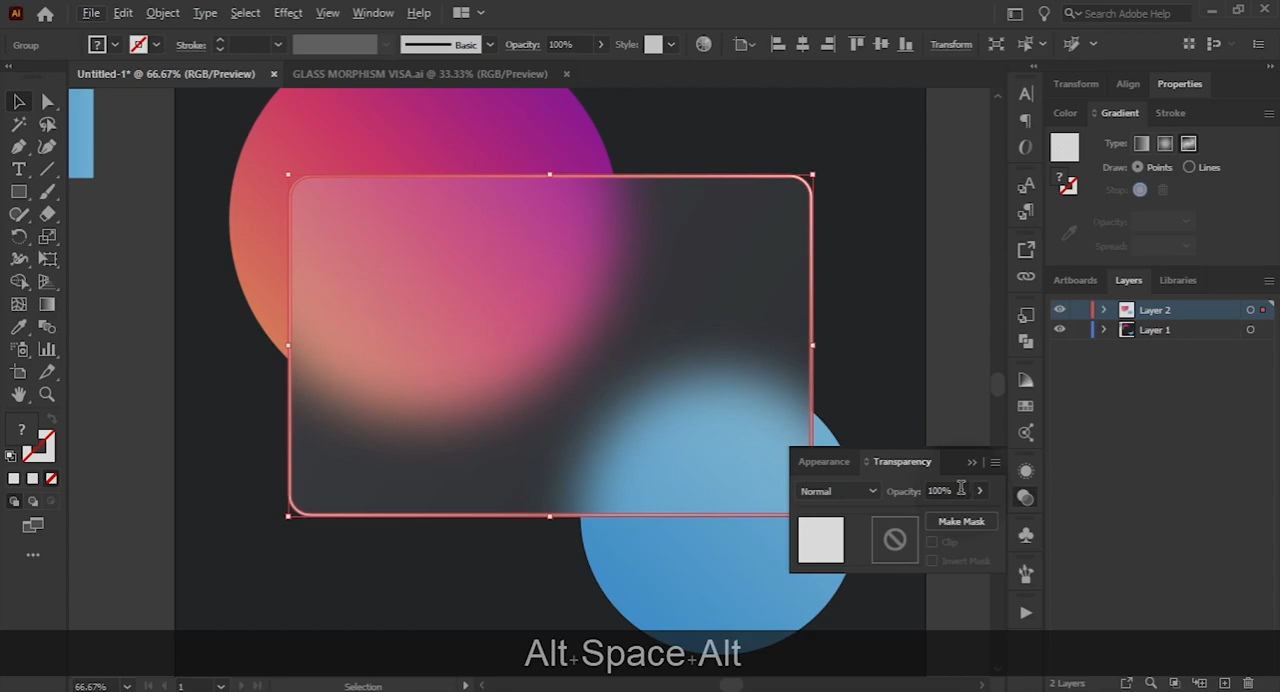 Ai File Edit Object Type Select Effect View Window Help Search Adobe Help
Group ? Stroke: Basic Opacity: 100% Style: Transform
Untitled-1* @ 66.67% (RGB/Preview) × GLASS MORPHISM VISA.ai @ 33.33% (RGB/Preview) ×
Transform Align Properties
Color Gradient Stroke
Type:
Draw: Points Lines
? Stop:
Opacity:
Spread:
Artboards Layers Libraries
Layer 2
Layer 1
Appearance Transparency
Normal Opacity: 100%
Make Mask
Clip
Invert Mask
?
Alt+Space+Alt
66.67% 1 Selection 2 Layers